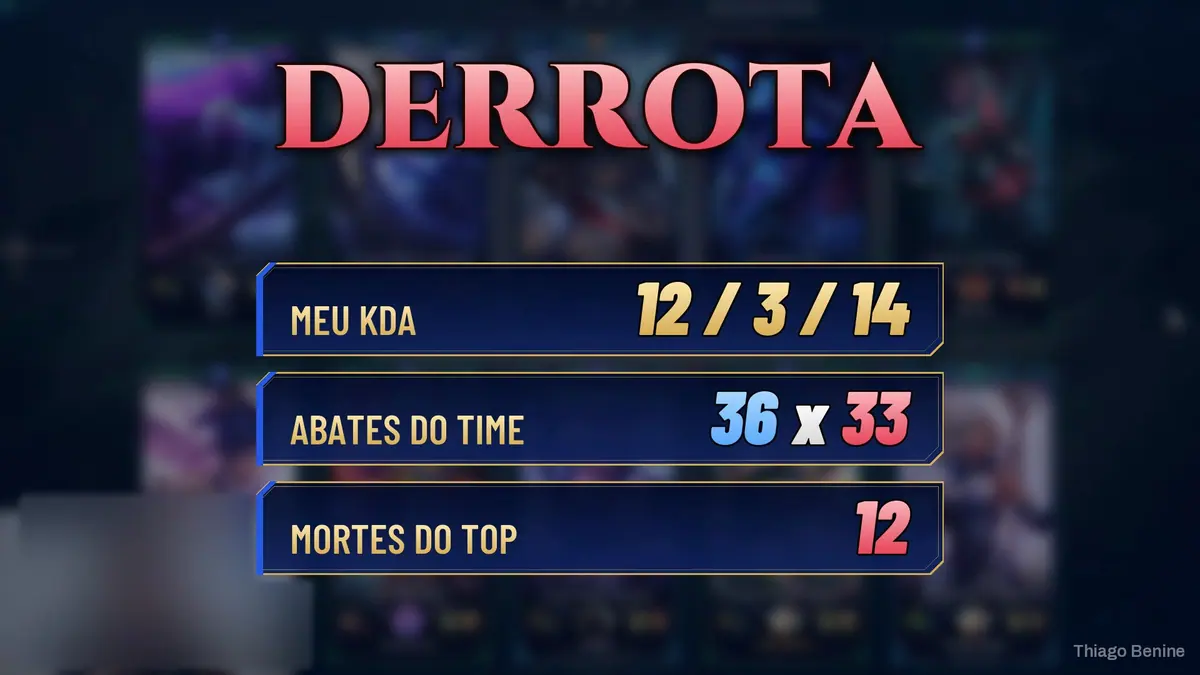 DERROTA
MEU KDA 12 / 3 / 14
ABATES DO TIME 36 x 33
MORTES DO TOP 12
Thiago Benine